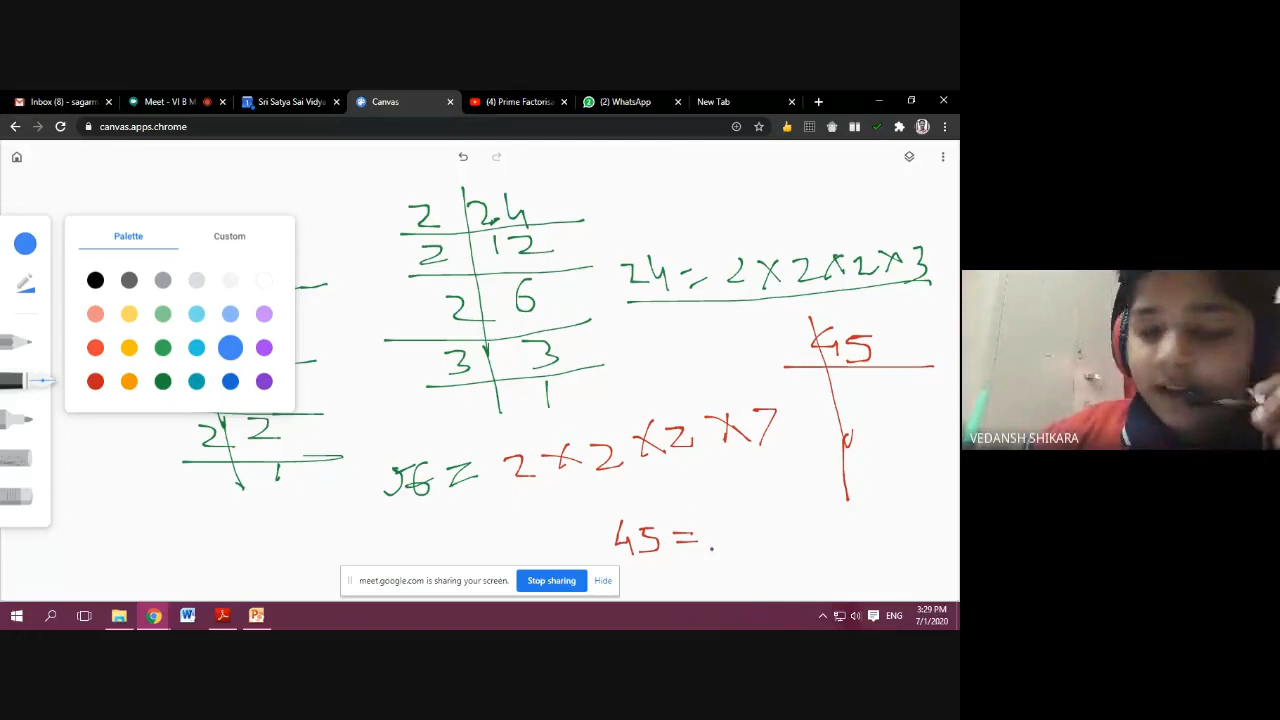 Inbox (8) - sagarm
Meet - VI B M
Sri Satya Sai Vidya
Canvas
(4) Prime Factorisa
(2) WhatsApp
New Tab
canvas.apps.chrome
Palette
Custom
2 24
2 12
2 6
3 3
1
24 = 2 × 2 × 2 × 3
45
2 2
1
56 = 2 × 2 × 2 × 7
45 =
VEDANSH SHIKARA
meet.google.com is sharing your screen.
Stop sharing
Hide
ENG
3:29 PM
7/1/2020